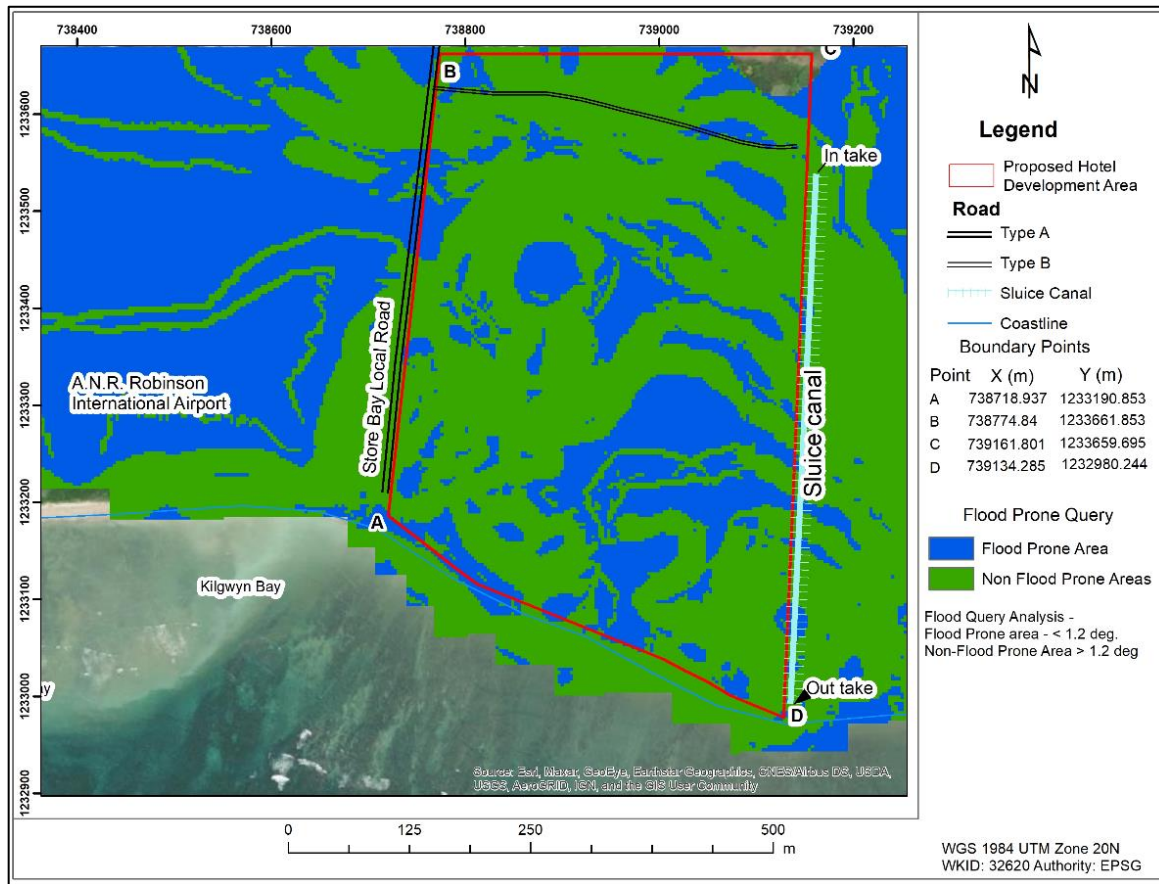 738400 738600 738800 739000 739200
1233600
1233500
1233400
1233300
1233200
1233100
1233000
1232900
B
C
In take
Store Bay Local Road
A.N.R. Robinson
International Airport
Sluice canal
A
Kilgwyn Bay
Out take
D
y
Source: Esri, Maxar, GeoEye, Earthstar Geographics, CNES/Airbus DS, USDA,
USGS, AeroGRID, IGN, and the GIS User Community
0 125 250 500
m
N
Legend
Proposed Hotel
Development Area
Road
Type A
Type B
Sluice Canal
Coastline
Boundary Points
Point X (m) Y (m)
A 738718.937 1233190.853
B 738774.84 1233661.853
C 739161.801 1233659.695
D 739134.285 1232980.244
Flood Prone Query
Flood Prone Area
Non Flood Prone Areas
Flood Query Analysis -
Flood Prone area - < 1.2 deg.
Non-Flood Prone Area > 1.2 deg
WGS 1984 UTM Zone 20N
WKID: 32620 Authority: EPSG